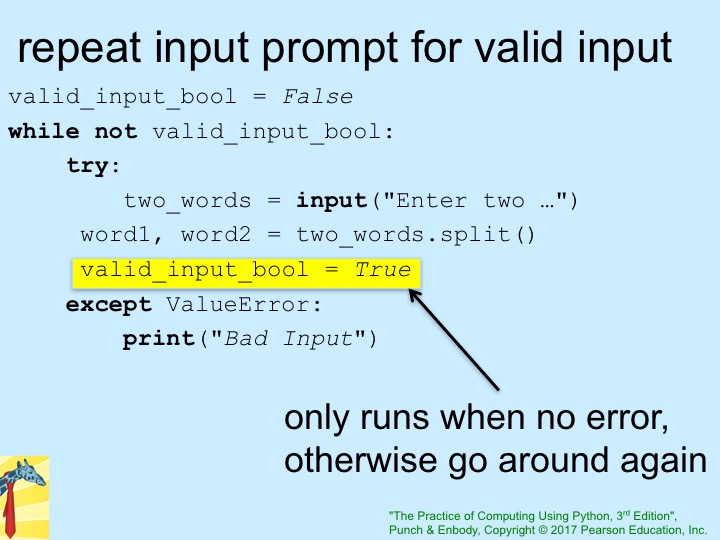 repeat input prompt for valid input
valid_input_bool = False
while not valid_input_bool:
    try:
        two_words = input("Enter two …")
     word1, word2 = two_words.split()
     valid_input_bool = True
    except ValueError:
        print("Bad Input")
only runs when no error,
otherwise go around again
"The Practice of Computing Using Python, 3rd Edition",
Punch & Enbody, Copyright © 2017 Pearson Education, Inc.